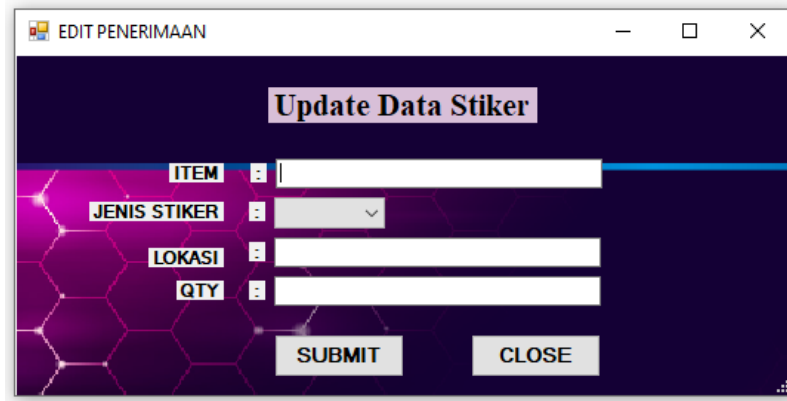 EDIT PENERIMAAN
Update Data Stiker
ITEM :
JENIS STIKER :
LOKASI :
QTY :
SUBMIT CLOSE